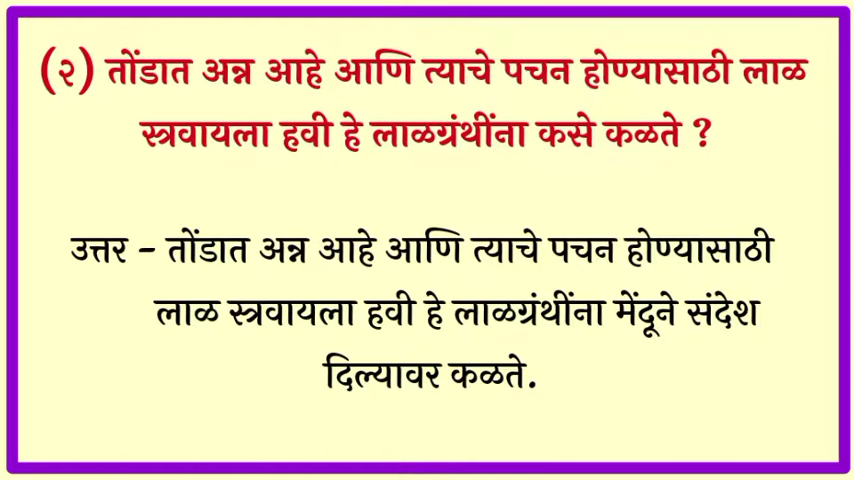 (२) तोंडात अन्न आहे आणि त्याचे पचन होण्यासाठी लाळ
स्त्रवायला हवी हे लाळग्रंथींना कसे कळते ?
उत्तर - तोंडात अन्न आहे आणि त्याचे पचन होण्यासाठी
लाळ स्त्रवायला हवी हे लाळग्रंथींना मेंदूने संदेश
दिल्यावर कळते.